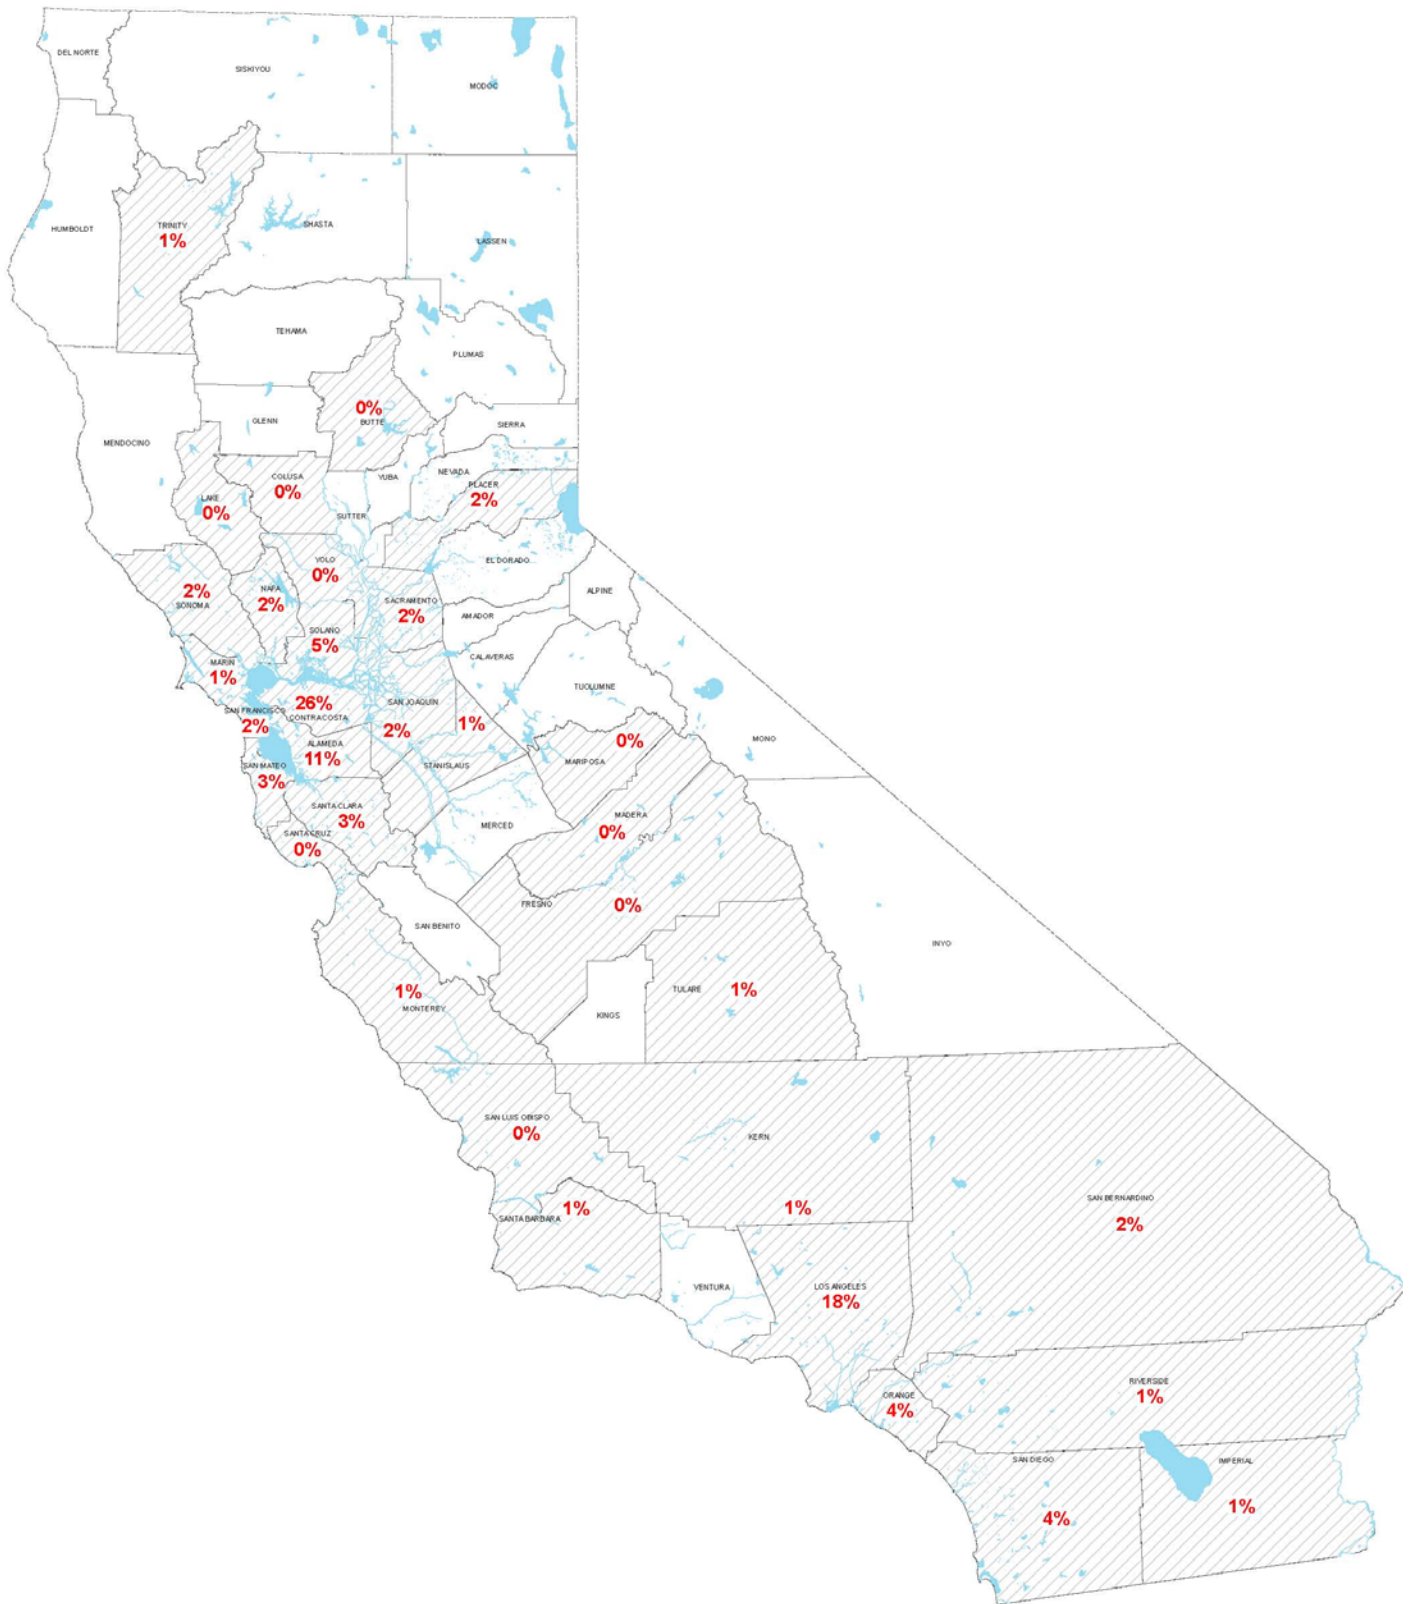 DEL NORTE
SISKIYOU
MODOC
HUMBOLDT
TRINITY
1%
SHASTA
LASSEN
TEHAMA
PLUMAS
0%
BUTTE
GLENN
SIERRA
MENDOCINO
COLUSA
0%
YUBA
NEVADA
PLACER
2%
LAKE
0%
SUTTER
YOLO
0%
EL DORADO
2%
SONOMA
NAPA
2%
SACRAMENTO
2%
ALPINE
AMADOR
SOLANO
5%
CALAVERAS
MARIN
1%
TUOLUMNE
26%
CONTRA COSTA
SAN JOAQUIN
2%
SAN FRANCISCO
2%
1%
STANISLAUS
MONO
ALAMEDA
11%
0%
MARIPOSA
SAN MATEO
3%
SANTA CLARA
3%
MERCED
MADERA
0%
SANTA CRUZ
0%
FRESNO
0%
SAN BENITO
INYO
1%
MONTEREY
TULARE
1%
KINGS
SAN LUIS OBISPO
0%
KERN
1%
SAN BERNARDINO
2%
1%
SANTA BARBARA
VENTURA
LOS ANGELES
18%
RIVERSIDE
1%
ORANGE
4%
SAN DIEGO
4%
IMPERIAL
1%